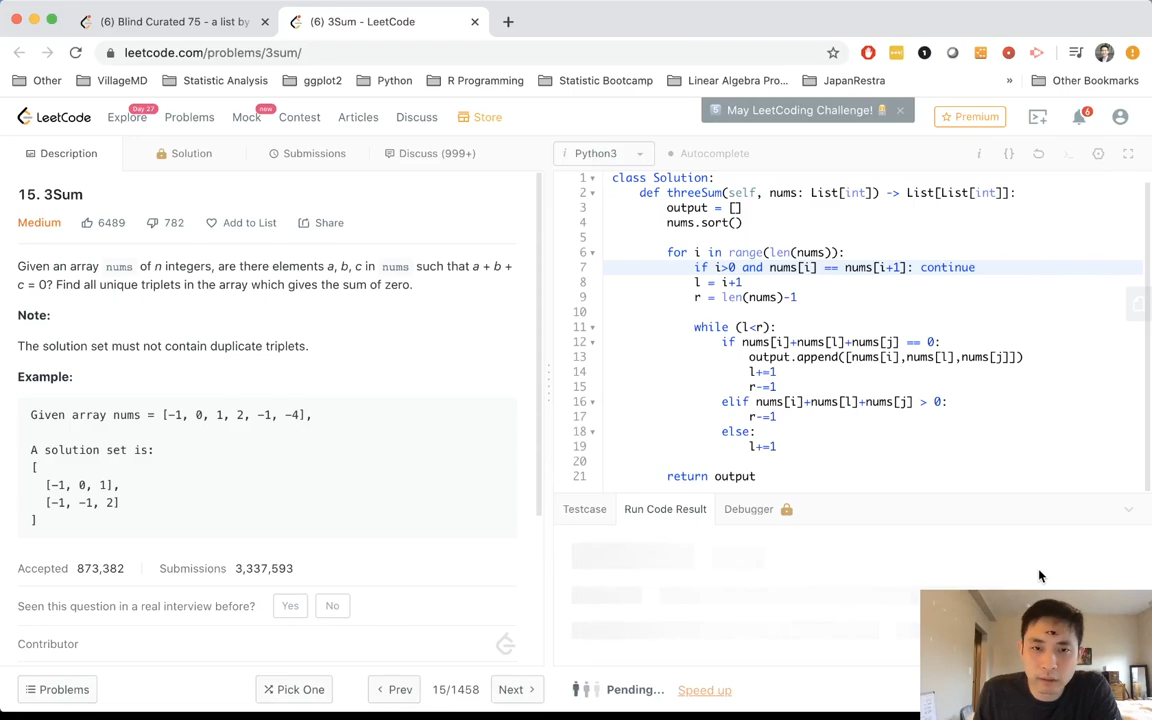 (6) Blind Curated 75 - a list by
(6) 3Sum - LeetCode
leetcode.com/problems/3sum/
Other VillageMD Statistic Analysis ggplot2 Python R Programming Statistic Bootcamp Linear Algebra Pro... JapanRestra » Other Bookmarks
LeetCode Explore Day 27 Problems Mock new Contest Articles Discuss Store
May LeetCoding Challenge!
Premium 6
Description Solution Submissions Discuss (999+)
i Python3 Autocomplete i {}
15. 3Sum
Medium 6489 782 Add to List Share
Given an array nums of n integers, are there elements a, b, c in nums such that a + b +
c = 0? Find all unique triplets in the array which gives the sum of zero.
Note:
The solution set must not contain duplicate triplets.
Example:
Given array nums = [-1, 0, 1, 2, -1, -4],
A solution set is:
[
[-1, 0, 1],
[-1, -1, 2]
]
Accepted 873,382 Submissions 3,337,593
Seen this question in a real interview before? Yes No
Contributor
1 class Solution:
2 def threeSum(self, nums: List[int]) -> List[List[int]]:
3 output = []
4 nums.sort()
5
6 for i in range(len(nums)):
7 if i>0 and nums[i] == nums[i+1]: continue
8 l = i+1
9 r = len(nums)-1
10
11 while (l<r):
12 if nums[i]+nums[l]+nums[j] == 0:
13 output.append([nums[i],nums[l],nums[j]])
14 l+=1
15 r-=1
16 elif nums[i]+nums[l]+nums[j] > 0:
17 r-=1
18 else:
19 l+=1
20
21 return output
Testcase Run Code Result Debugger
Problems Pick One Prev 15/1458 Next
Pending... Speed up